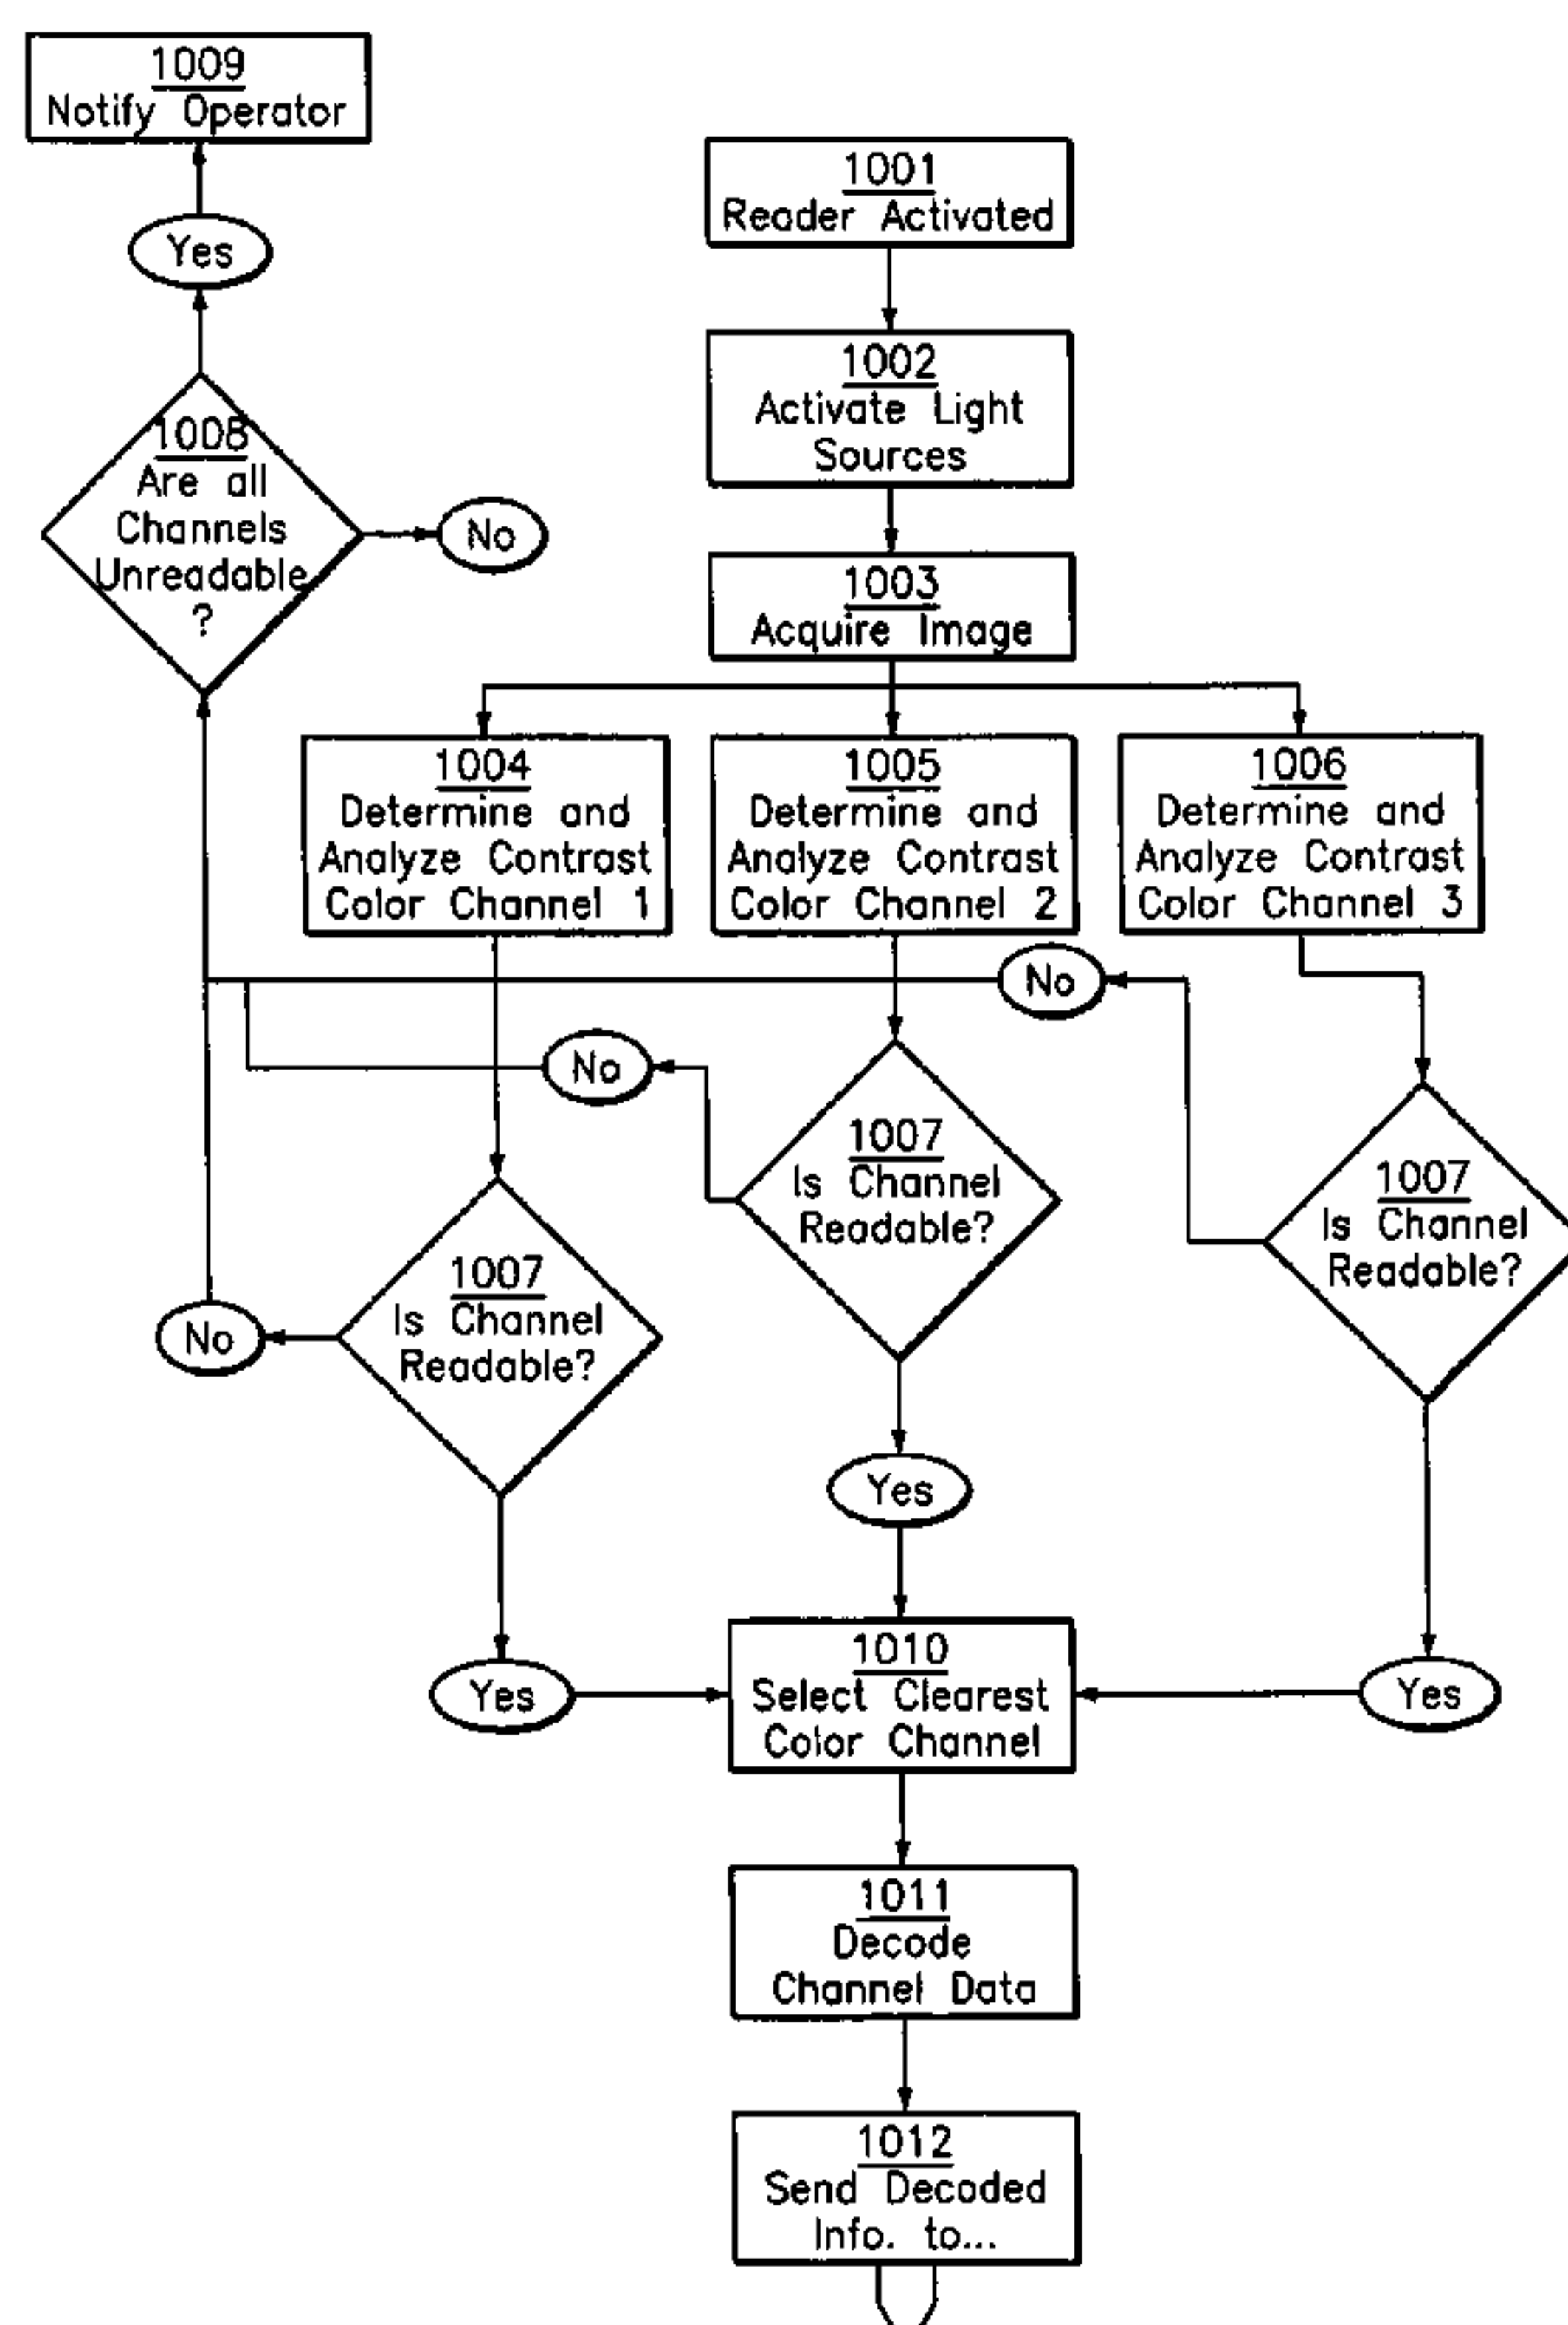 1009
Notify Operator
Yes
1001
Reader Activated
1002
Activate Light
Sources
1008
Are all
Channels
Unreadable
?
No
1003
Acquire Image
1004
Determine and
Analyze Contrast
Color Channel 1
1005
Determine and
Analyze Contrast
Color Channel 2
1006
Determine and
Analyze Contrast
Color Channel 3
No
No
1007
Is Channel
Readable?
1007
Is Channel
Readable?
1007
Is Channel
Readable?
No
Yes
Yes
Yes
1010
Select Clearest
Color Channel
1011
Decode
Channel Data
1012
Send Decoded
Info. to...